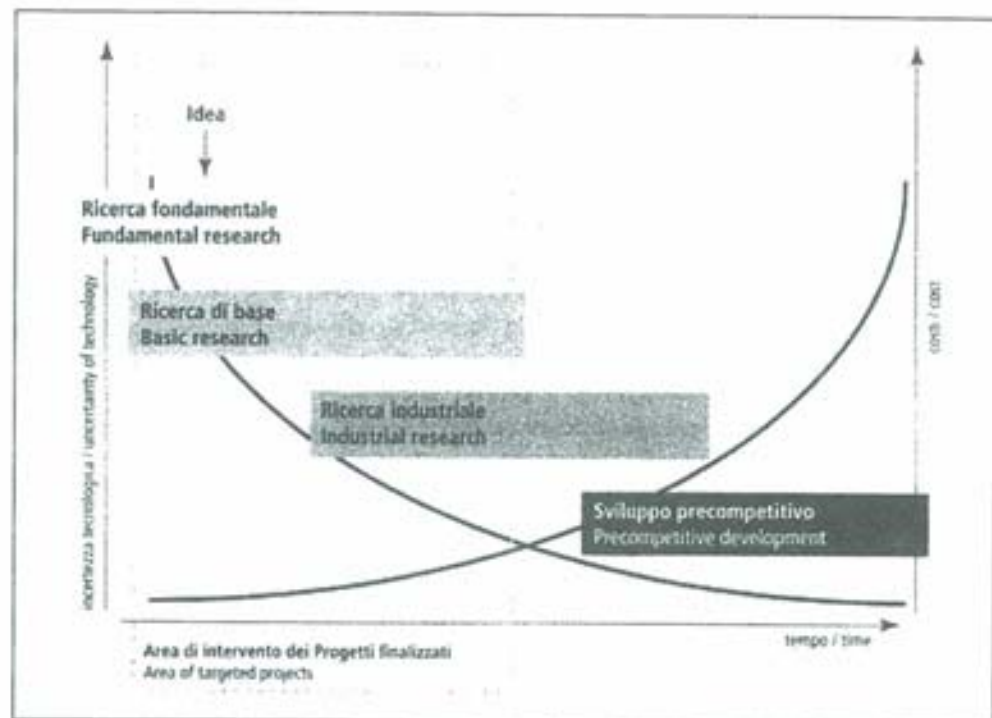 Idea
Ricerca fondamentale
Fundamental research
Ricerca di base
Basic research
Ricerca industriale
Industrial research
Sviluppo precompetitivo
Precompetitive development
incertezza tecnologica / uncertainty of technology
costi / cost
tempo / time
Area di intervento dei Progetti finalizzati
Area of targeted projects